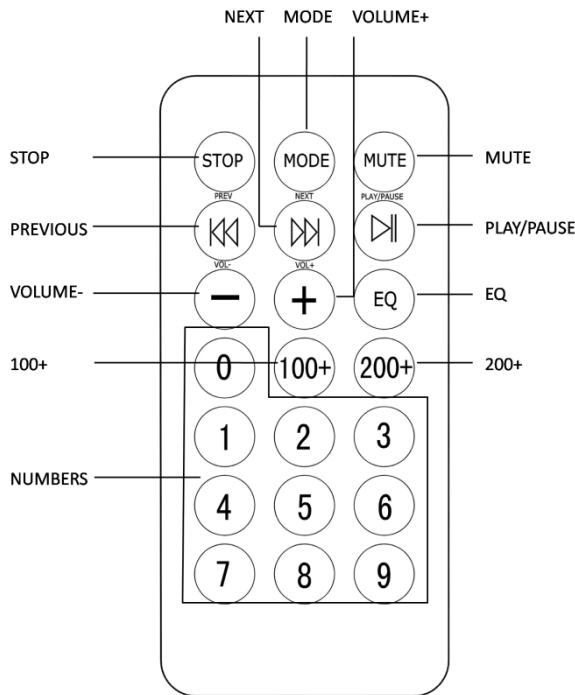 NEXT MODE VOLUME+
STOP STOP MODE MUTE MUTE
PREV NEXT PLAY/PAUSE
PREVIOUS PLAY/PAUSE
VOL- VOL+
VOLUME- − + EQ EQ
100+ 0 100+ 200+ 200+
1 2 3
NUMBERS
4 5 6
7 8 9